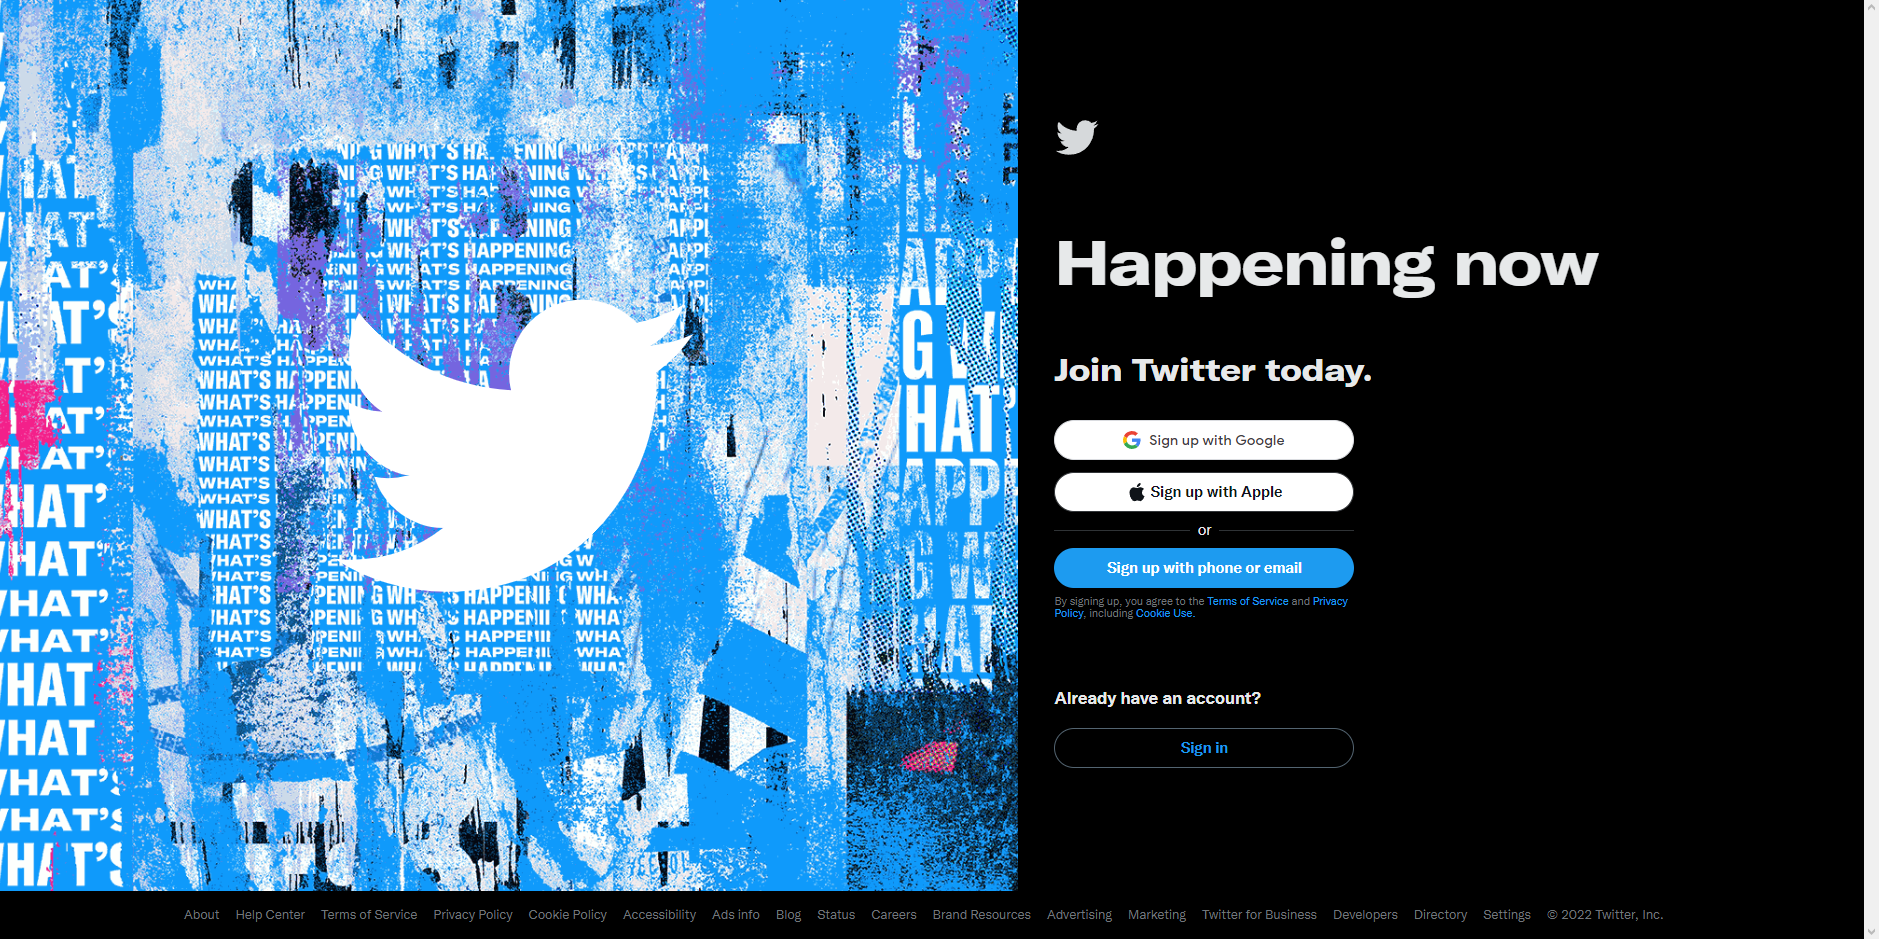 WHAT'S HAPPENING
Happening now
Join Twitter today.
Sign up with Google
Sign up with Apple
or
Sign up with phone or email
By signing up, you agree to the Terms of Service and Privacy
Policy, including Cookie Use.
Already have an account?
Sign in
About Help Center Terms of Service Privacy Policy Cookie Policy Accessibility Ads info Blog Status Careers Brand Resources Advertising Marketing Twitter for Business Developers Directory Settings © 2022 Twitter, Inc.